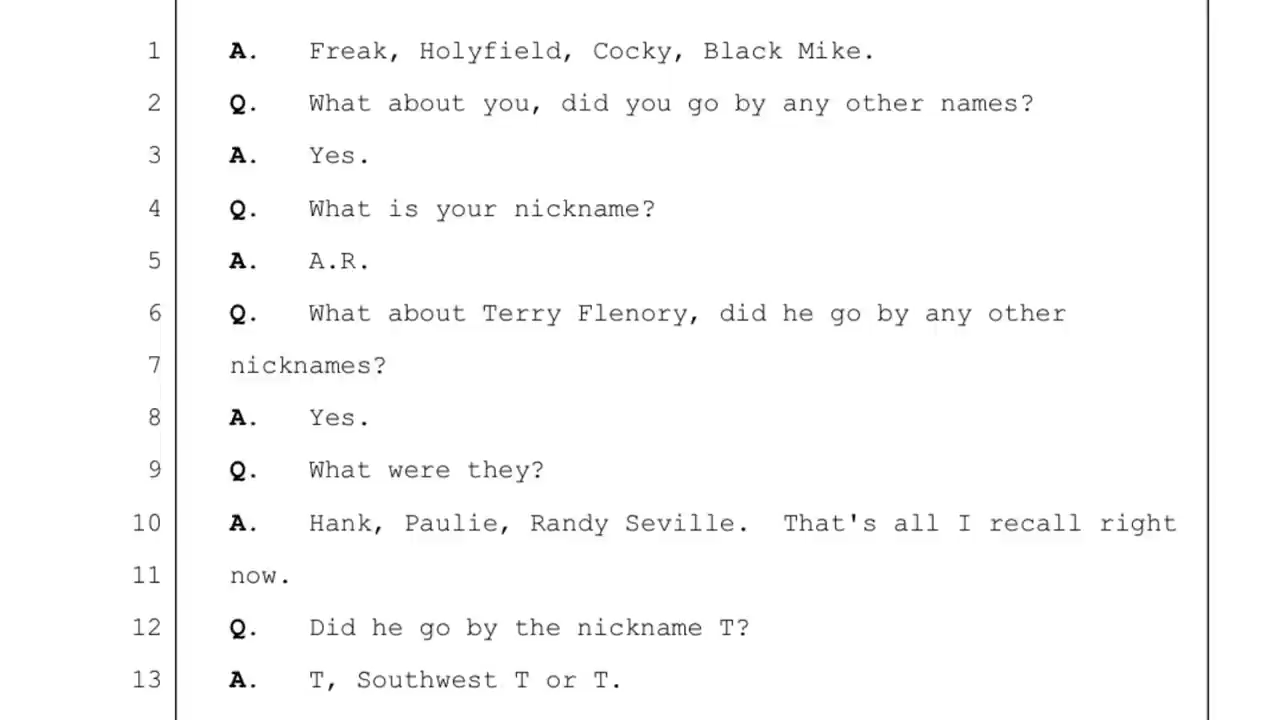 1 A. Freak, Holyfield, Cocky, Black Mike.
2 Q. What about you, did you go by any other names?
3 A. Yes.
4 Q. What is your nickname?
5 A. A.R.
6 Q. What about Terry Flenory, did he go by any other
7 nicknames?
8 A. Yes.
9 Q. What were they?
10 A. Hank, Paulie, Randy Seville.  That's all I recall right
11 now.
12 Q. Did he go by the nickname T?
13 A. T, Southwest T or T.